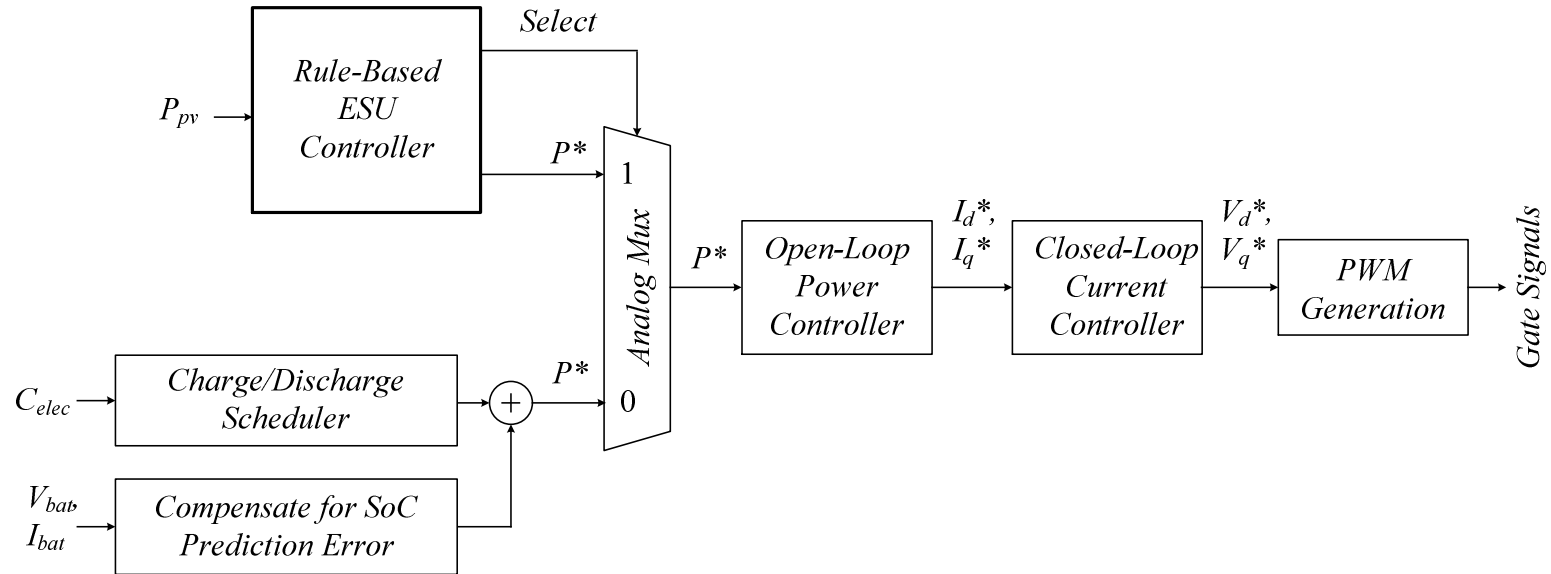 Select
Rule-Based
ESU
Controller
P_pv
P*
1
Analog Mux
0
P*
P*
Open-Loop
Power
Controller
I_d*,
I_q*
Closed-Loop
Current
Controller
V_d*,
V_q*
PWM
Generation
Gate Signals
C_elec
Charge/Discharge
Scheduler
+
V_bat,
I_bat
Compensate for SoC
Prediction Error